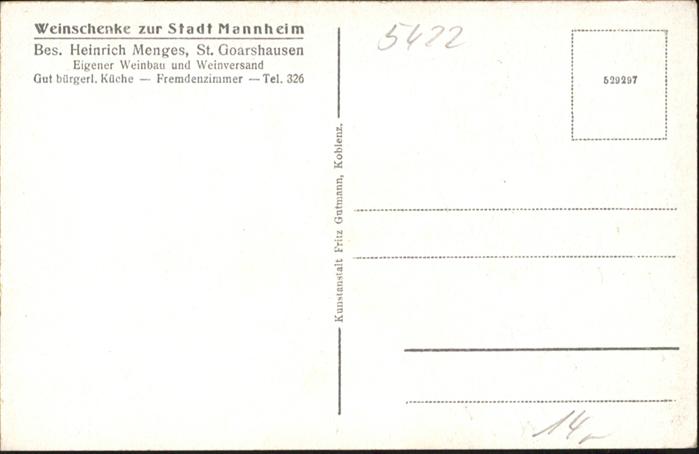 Weinschenke zur Stadt Mannheim
Bes. Heinrich Menges, St. Goarshausen
Eigener Weinbau und Weinversand
Gut bürgerl. Küche — Fremdenzimmer — Tel. 326
5422
529297
Kunstanstalt Fritz Gutmann, Koblenz.
14,-